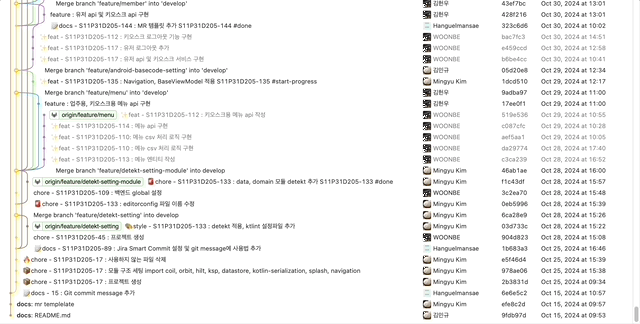 Merge branch 'feature/member' into 'develop' 김현우 43ef7bc Oct 30, 2024 at 13:01
feature : 유저 api 및 키오스크 api 구현 김현우 428f216 Oct 30, 2024 at 13:01
docs - S11P31D205-144 : MR 템플릿 추가 S11P31D205-144 #done Hanguelmansae 323c6d6 Oct 30, 2024 at 10:02
feat - S11P31D205-112 : 키오스크 로그아웃 기능 구현 WOONBE bac7fc3 Oct 29, 2024 at 14:51
feat - S11P31D205-117 : 유저 로그아웃 추가 WOONBE e459ccd Oct 29, 2024 at 12:58
feat - S11P31D205-117 : 유저 api 및 키오스크 서비스 구현 WOONBE b6be4cc Oct 29, 2024 at 10:41
Merge branch 'feature/android-basecode-setting' into 'develop' 김민규 05d20e8 Oct 29, 2024 at 12:34
feat - S11P31D205-135 : Navigation, BaseViewModel 적용 S11P31D205-135 #start-progress Mingyu Kim 1dcd510 Oct 29, 2024 at 12:17
Merge branch 'feature/menu' into 'develop' 김현우 9adba97 Oct 29, 2024 at 11:00
feature : 업주용, 키오스크용 메뉴 api 구현 김현우 17ee0f1 Oct 29, 2024 at 11:00
origin/feature/menu feat - S11P31D205-112 : 키오스크용 메뉴 api 작성 WOONBE 519e536 Oct 29, 2024 at 10:55
feat - S11P31D205-114 : 메뉴 api 구현 WOONBE c087cfc Oct 29, 2024 at 10:28
feat - S11P31D205-110: 메뉴 csv 처리 로직 구현 WOONBE aef5aa1 Oct 29, 2024 at 10:05
feat - S11P31D205-110: 메뉴 csv 처리 로직 구현 WOONBE da29774 Oct 28, 2024 at 17:40
feat - S11P31D205-113 : 메뉴 엔티티 작성 WOONBE c3ca239 Oct 28, 2024 at 16:52
Merge branch 'feature/detekt-setting-module' into develop Mingyu Kim 46ab1ae Oct 28, 2024 at 16:00
origin/feature/detekt-setting-module chore - S11P31D205-133 : data, domain 모듈 detekt 추가 S11P31D205-133 #done Mingyu Kim f1c43df Oct 28, 2024 at 15:57
chore - S11P31D205-109 : 백엔드 global 설정 WOONBE 3c2ea70 Oct 28, 2024 at 15:48
chore - S11P31D205-133 : editorconfig 파일 이름 수정 Mingyu Kim 0eb5996 Oct 28, 2024 at 15:39
Merge branch 'feature/detekt-setting' into develop Mingyu Kim 6ca28e9 Oct 28, 2024 at 15:26
origin/feature/detekt-setting style - S11P31D205-133 : detekt 적용, ktlint 설정파일 추가 Mingyu Kim 03d733c Oct 28, 2024 at 15:22
chore - S11P31D205-45 : 프로젝트 생성 WOONBE 904d823 Oct 28, 2024 at 15:08
docs - S11P31D205-89 : Jira Smart Commit 설정 및 git message에 사용법 추가 Hanguelmansae 1b683a3 Oct 28, 2024 at 16:46
chore - S11P31D205-17 : 사용하지 않는 파일 삭제 Mingyu Kim e5f46d4 Oct 25, 2024 at 15:39
chore - S11P31D205-17 : 모듈 구조 세팅 import coil, orbit, hilt, ksp, datastore, kotlin-serialization, splash, navigation Mingyu Kim 978ae06 Oct 25, 2024 at 15:38
chore - S11P31D205-17 : 프로젝트 생성 Mingyu Kim 2b3831d Oct 25, 2024 at 09:34
docs - 15 : Git commit message 추가 Hanguelmansae 6e6e5c2 Oct 15, 2024 at 10:57
docs: mr templelate Mingyu Kim efe8c2d Oct 15, 2024 at 09:57
docs: README.md 김민규 9fdb97d Oct 15, 2024 at 09:53